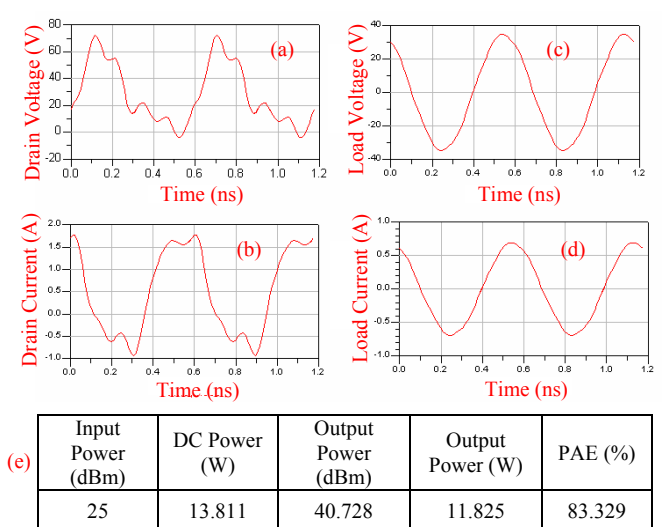 80
60
40
20
0
-20
0.0 0.2 0.4 0.6 0.8 1.0 1.2
Drain Voltage (V)
Time (ns)
(a)
40
20
0
-20
-40
0.0 0.2 0.4 0.6 0.8 1.0 1.2
Load Voltage (V)
Time (ns)
(c)
2.0
1.5
1.0
0.5
0.0
-0.5
-1.0
0.0 0.2 0.4 0.6 0.8 1.0 1.2
Drain Current (A)
Time (ns)
(b)
1.0
0.5
0.0
-0.5
-1.0
0.0 0.2 0.4 0.6 0.8 1.0 1.2
Load Current (A)
Time (ns)
(d)
(e)
Input Power (dBm) DC Power (W) Output Power (dBm) Output Power (W) PAE (%)
25 13.811 40.728 11.825 83.329